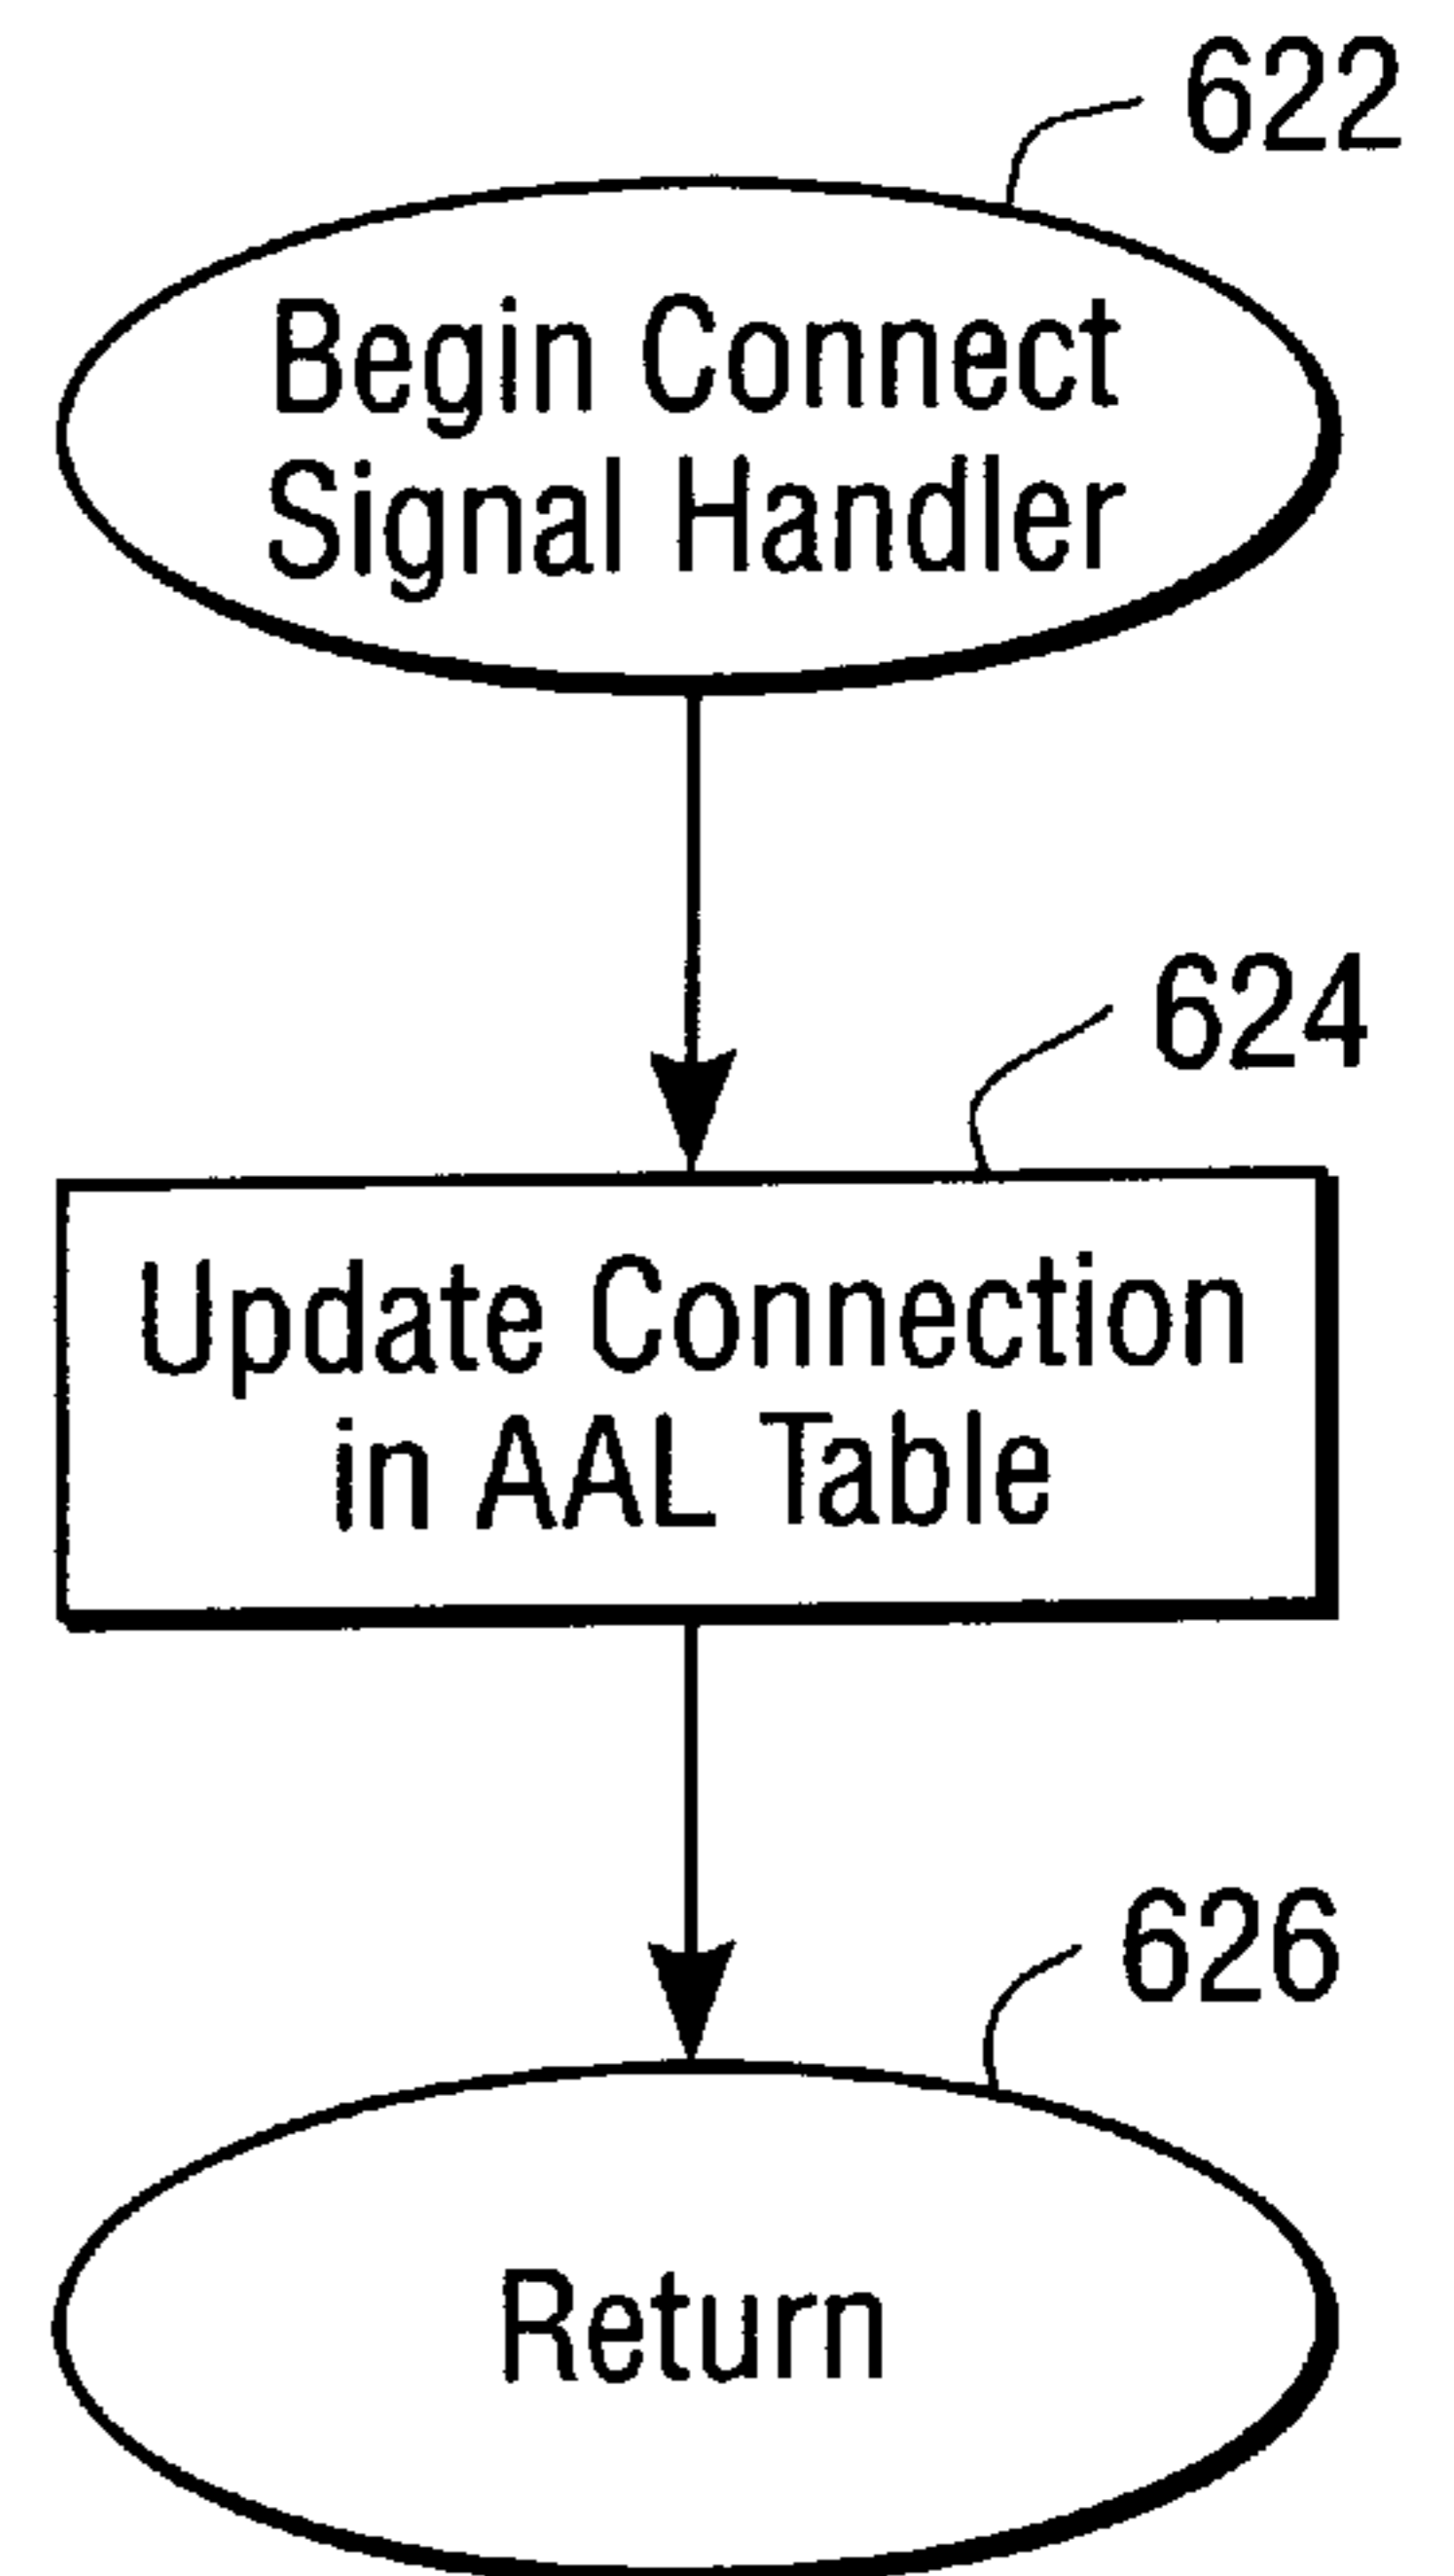 622
Begin Connect
Signal Handler
624
Update Connection
in AAL Table
626
Return